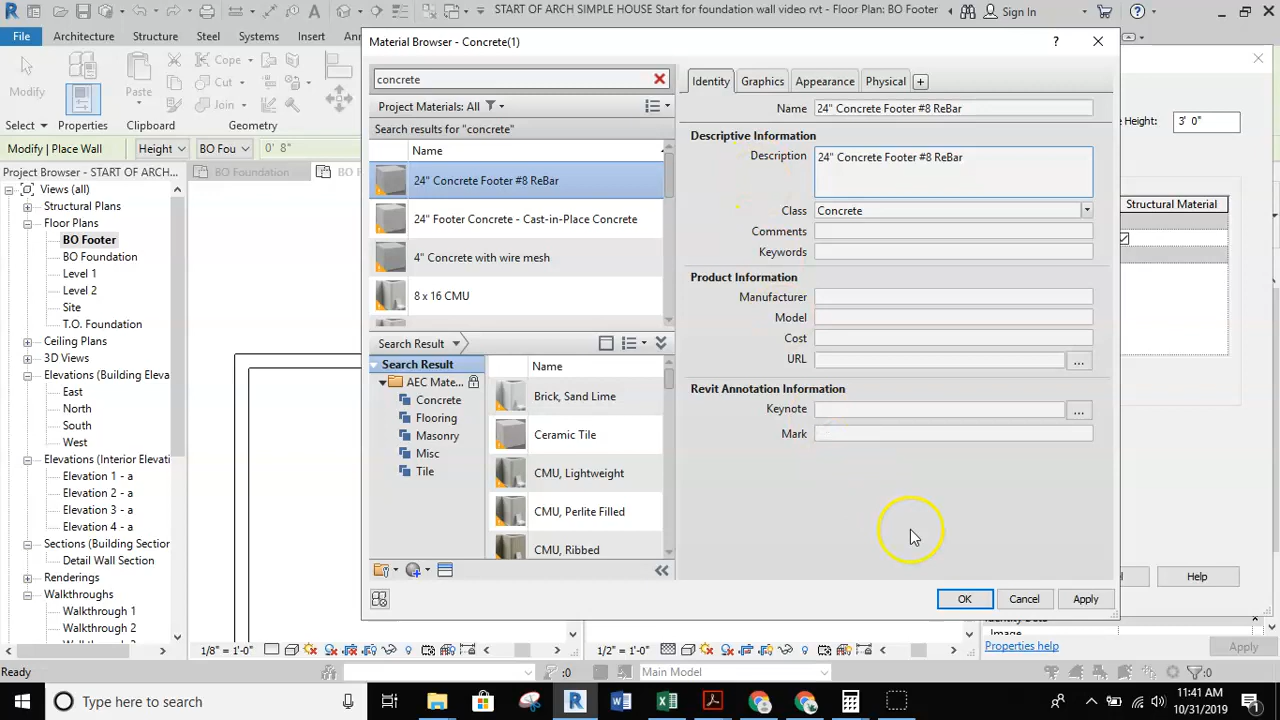 START OF ARCH SIMPLE HOUSE Start for foundation wall video rvt - Floor Plan: BO Footer
Sign In
File
Architecture
Structure
Steel
Systems
Insert
Modify
Properties
Paste
Cope
Cut
Join
Select
Properties
Clipboard
Geometry
Modify | Place Wall
Height
BO Fou
0' 8"
Project Browser - START OF ARCH...
Views (all)
Structural Plans
Floor Plans
BO Footer
BO Foundation
Level 1
Level 2
Site
T.O. Foundation
Ceiling Plans
3D Views
Elevations (Building Eleva
East
North
South
West
Elevations (Interior Elevati
Elevation 1 - a
Elevation 2 - a
Elevation 3 - a
Elevation 4 - a
Sections (Building Section
Detail Wall Section
Renderings
Walkthroughs
Walkthrough 1
Walkthrough 2
BO Foundation
Material Browser - Concrete(1)
?
concrete
Project Materials: All
Search results for "concrete"
Name
24" Concrete Footer #8 ReBar
24" Footer Concrete - Cast-in-Place Concrete
4" Concrete with wire mesh
8 x 16 CMU
Search Result
Search Result
AEC Mate...
Concrete
Flooring
Masonry
Misc
Tile
Name
Brick, Sand Lime
Ceramic Tile
CMU, Lightweight
CMU, Perlite Filled
CMU, Ribbed
Identity
Graphics
Appearance
Physical
Name
24" Concrete Footer #8 ReBar
Descriptive Information
Description
24" Concrete Footer #8 ReBar
Class
Concrete
Comments
Keywords
Product Information
Manufacturer
Model
Cost
URL
...
Revit Annotation Information
Keynote
...
Mark
OK
Cancel
Apply
e Height:
3' 0"
Structural Material
Help
Identity Data
Image
Properties help
Apply
1/8" = 1'-0"
1/2" = 1'-0"
Ready
:0
Main Model
:0
Type here to search
11:41 AM
10/31/2019